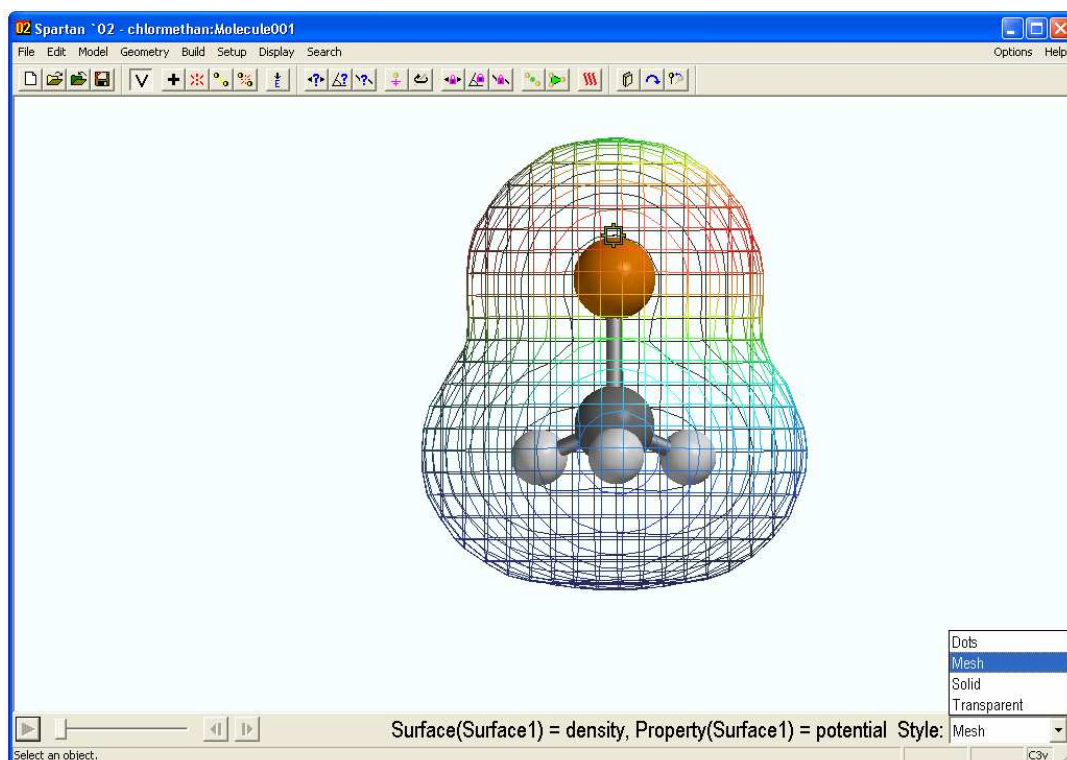 02 Spartan `02 - chlormethan:Molecule001
File Edit Model Geometry Build Setup Display Search Options Help
V + E
Dots
Mesh
Solid
Transparent
Surface(Surface1) = density, Property(Surface1) = potential Style: Mesh
Select an object. C3v